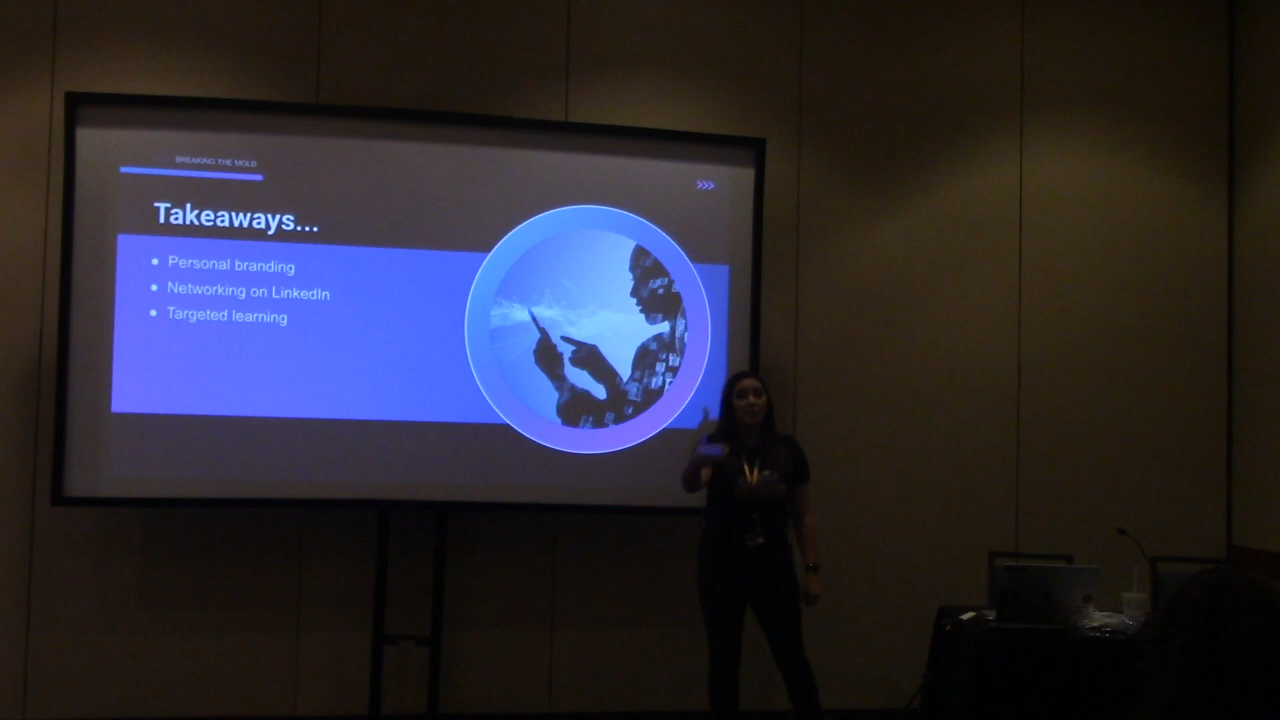 BREAKING THE MOLD
Takeaways...
Personal branding
Networking on LinkedIn
Targeted learning